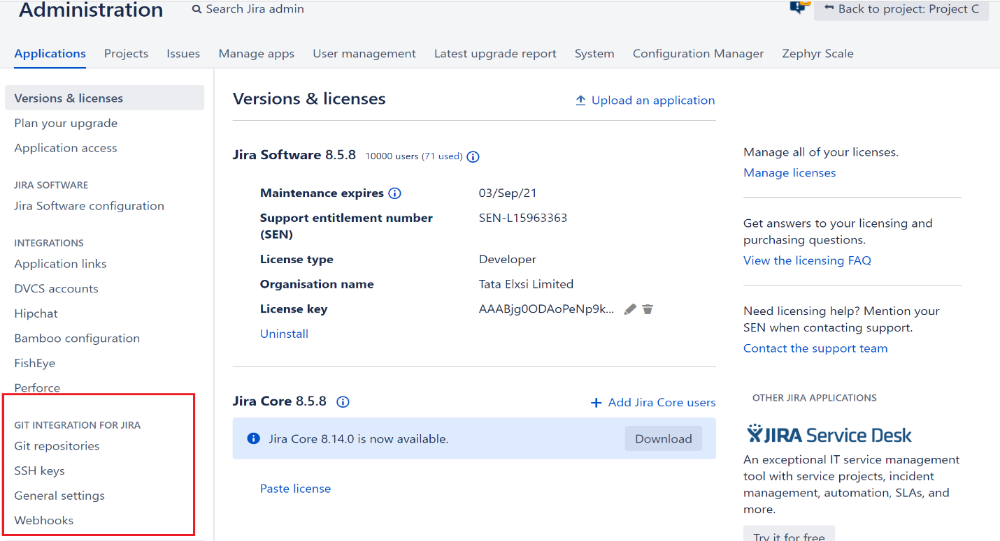 Administration
Search Jira admin
Back to project: Project C
Applications
Projects
Issues
Manage apps
User management
Latest upgrade report
System
Configuration Manager
Zephyr Scale
Versions & licenses
Plan your upgrade
Application access
JIRA SOFTWARE
Jira Software configuration
INTEGRATIONS
Application links
DVCS accounts
Hipchat
Bamboo configuration
FishEye
Perforce
GIT INTEGRATION FOR JIRA
Git repositories
SSH keys
General settings
Webhooks
Versions & licenses
Upload an application
Jira Software 8.5.8 10000 users (71 used)
Maintenance expires 03/Sep/21
Support entitlement number SEN-L15963363
(SEN)
License type Developer
Organisation name Tata Elxsi Limited
License key AAABjg0ODAoPeNp9k...
Uninstall
Jira Core 8.5.8
Add Jira Core users
Jira Core 8.14.0 is now available.
Download
Paste license
Manage all of your licenses.
Manage licenses
Get answers to your licensing and
purchasing questions.
View the licensing FAQ
Need licensing help? Mention your
SEN when contacting support.
Contact the support team
OTHER JIRA APPLICATIONS
JIRA Service Desk
An exceptional IT service management
tool with service projects, incident
management, automation, SLAs, and
more.
Try it for free